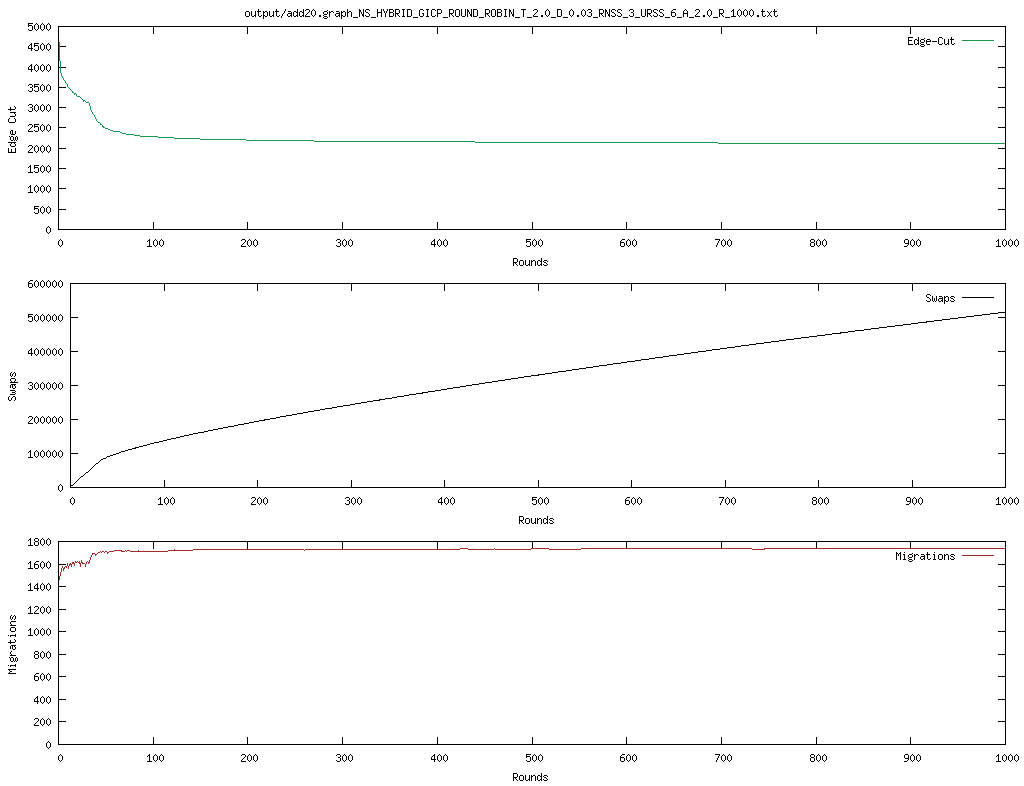 output/add20.graph_NS_HYBRID_GICP_ROUND_ROBIN_T_2.0_D_0.03_RNSS_3_URSS_6_A_2.0_R_1000.txt
5000
4500
4000
3500
3000
2500
2000
1500
1000
500
0
Edge Cut
Edge-Cut
0 100 200 300 400 500 600 700 800 900 1000
Rounds
600000
500000
400000
300000
200000
100000
0
Swaps
Swaps
0 100 200 300 400 500 600 700 800 900 1000
Rounds
1800
1600
1400
1200
1000
800
600
400
200
0
Migrations
Migrations
0 100 200 300 400 500 600 700 800 900 1000
Rounds